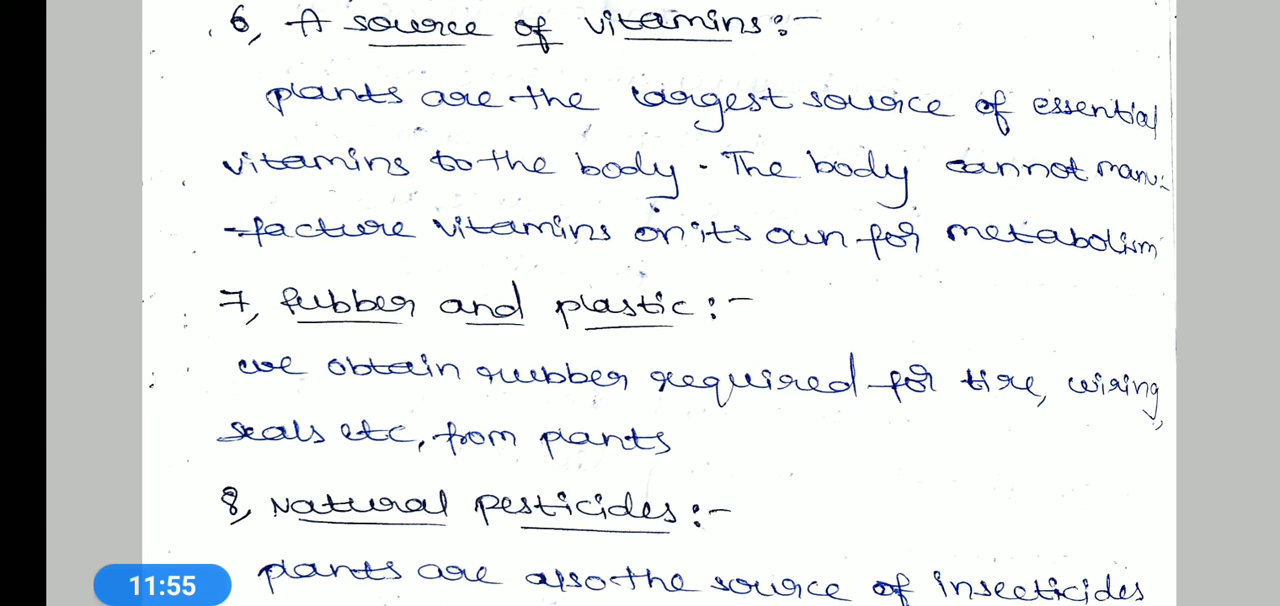 6, A source of vitamins:-
plants are the largest source of essential
vitamins to the body. The body cannot manu-
-facture vitamins on its own for metabolism
7, Rubber and plastic:-
we obtain rubber required for tire, wiring,
seals etc, from plants
8, Natural pesticides:-
plants are also the source of insecticides
11:55